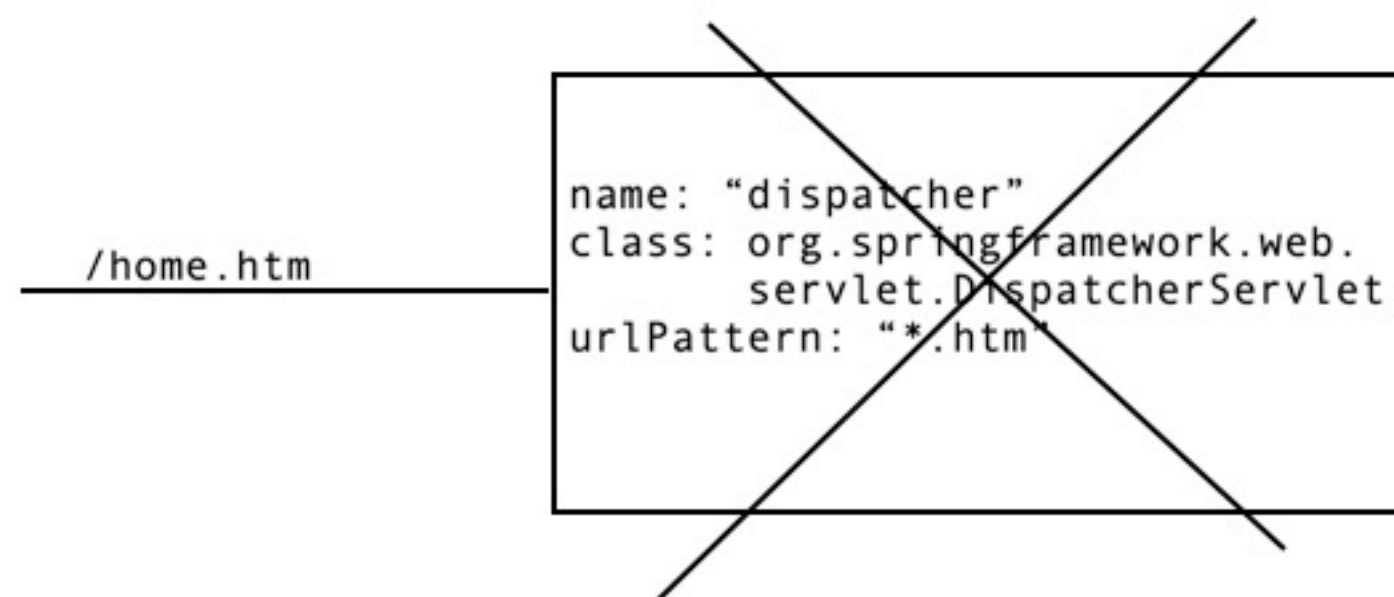 /home.htm
name: “dispatcher”
class: org.springframework.web.
servlet.DispatcherServlet
urlPattern: “*.htm”